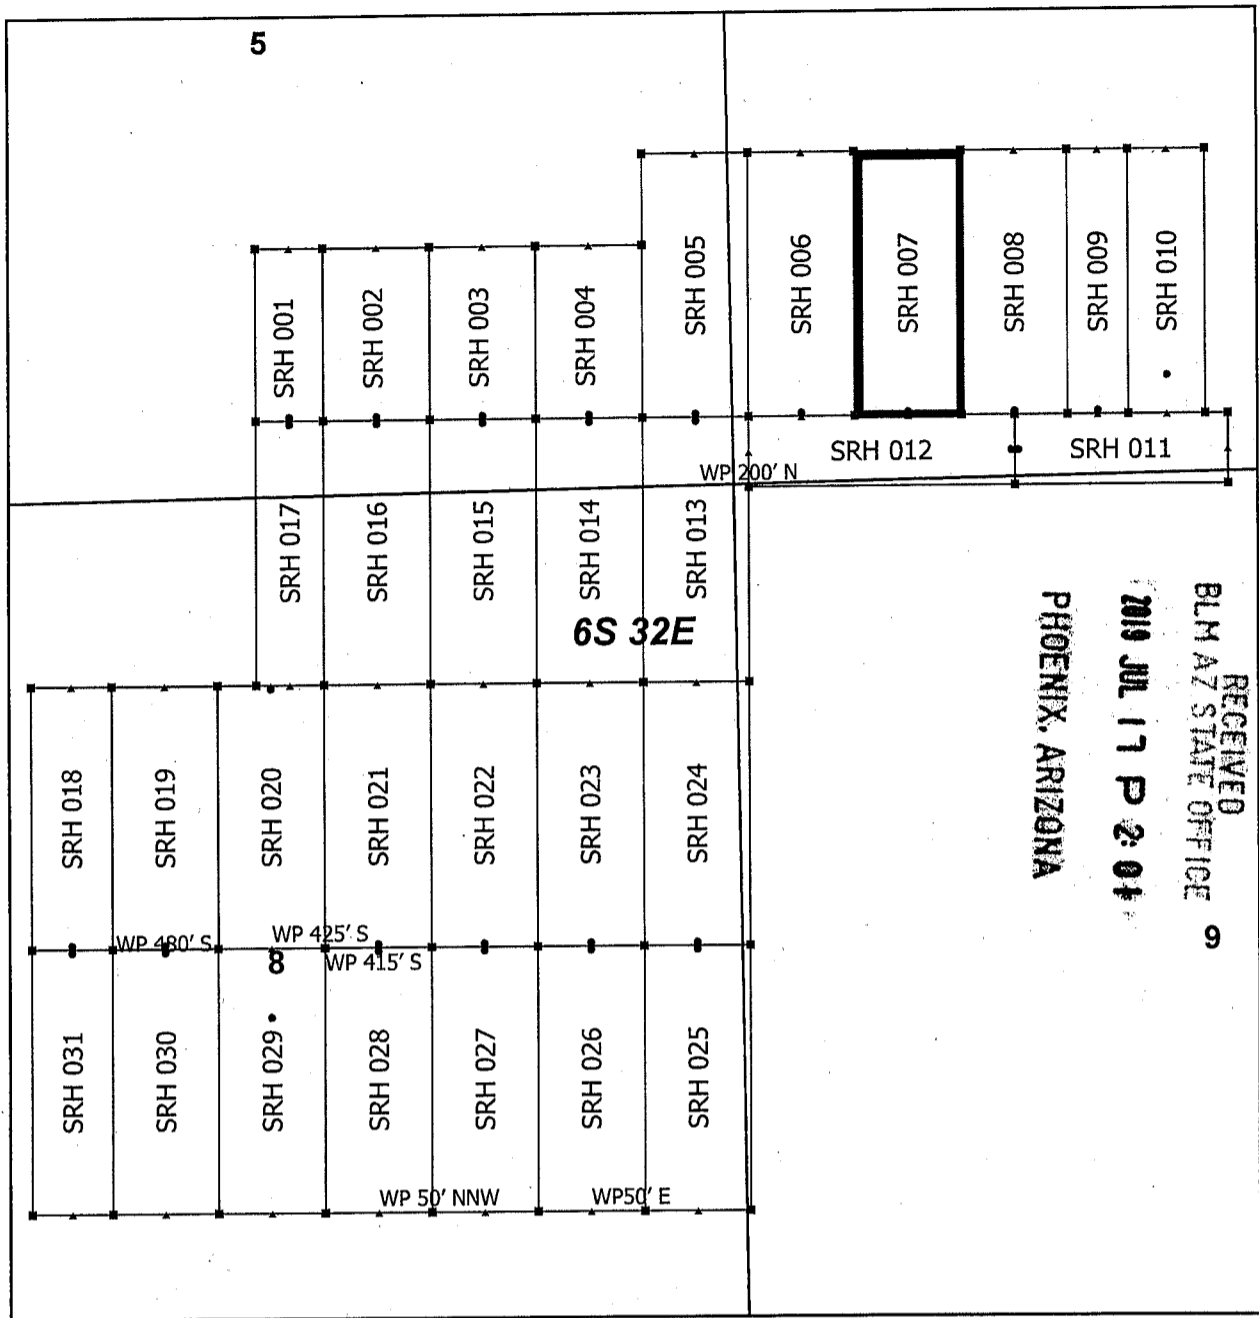 5
SRH 001
SRH 002
SRH 003
SRH 004
SRH 005
SRH 006
SRH 007
SRH 008
SRH 009
SRH 010
SRH 012
SRH 011
WP 200' N
SRH 017
SRH 016
SRH 015
SRH 014
SRH 013
6S 32E
RECEIVED
BLM AZ STATE OFFICE
2019 JUL 17 P 2: 01
PHOENIX, ARIZONA
SRH 018
SRH 019
SRH 020
SRH 021
SRH 022
SRH 023
SRH 024
9
WP 480' S
WP 425' S
8
WP 415' S
SRH 031
SRH 030
SRH 029
SRH 028
SRH 027
SRH 026
SRH 025
WP 50' NNW
WP50' E